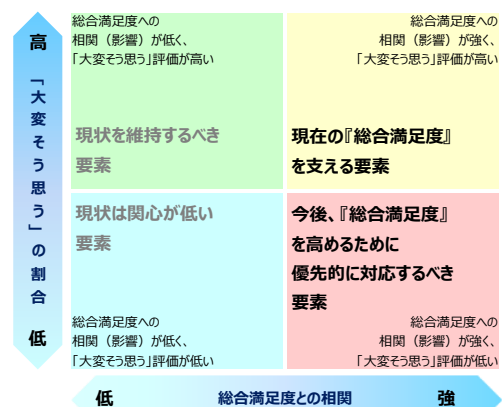 高
「大変そう思う」の割合
低
総合満足度への
相関（影響）が低く、
「大変そう思う」評価が高い
現状を維持するべき
要素
総合満足度への
相関（影響）が強く、
「大変そう思う」評価が高い
現在の『総合満足度』
を支える要素
現状は関心が低い
要素
総合満足度への
相関（影響）が低く、
「大変そう思う」評価が低い
今後、『総合満足度』
を高めるために
優先的に対応するべき
要素
総合満足度への
相関（影響）が強く、
「大変そう思う」評価が低い
低
総合満足度との相関
強